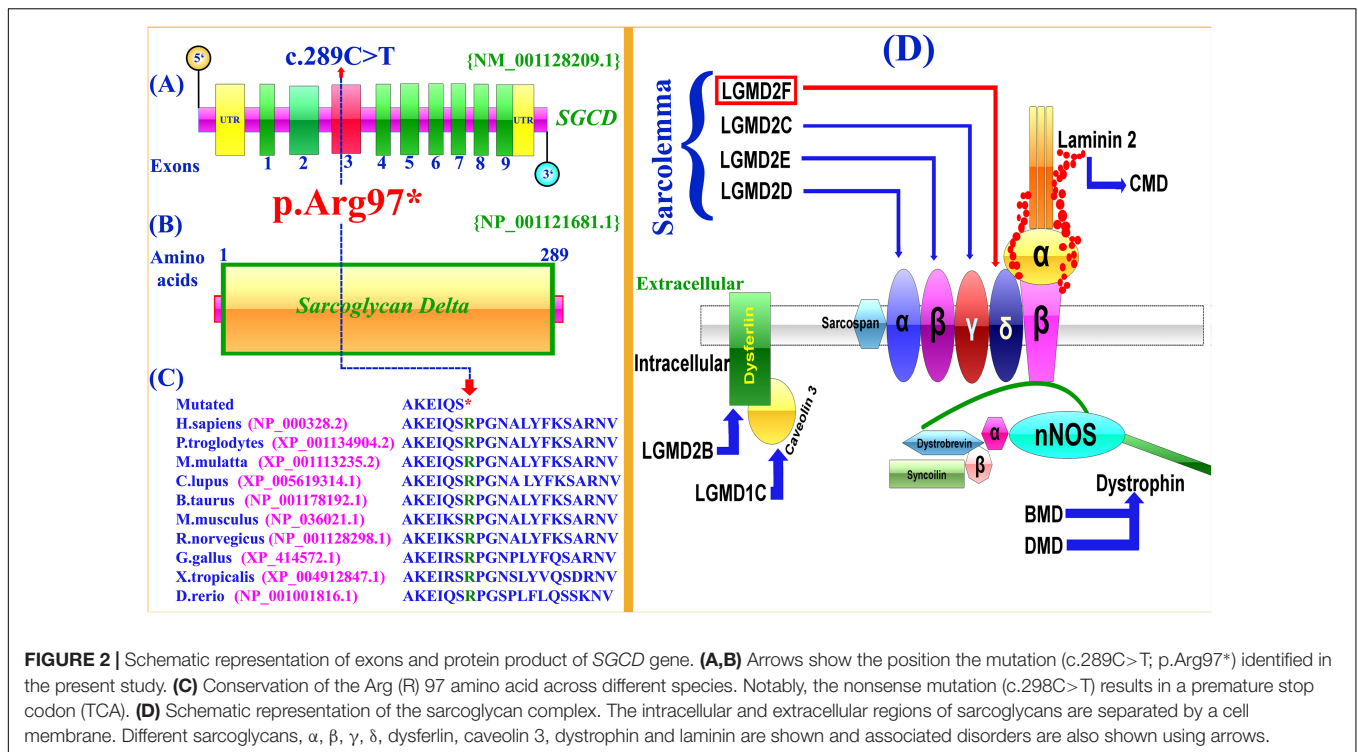 5‘
c.289C>T
{NM_001128209.1}
(A)
UTR
UTR
SGCD
Exons
1 2 3 4 5 6 7 8 9
3‘
p.Arg97*
(B)
{NP_001121681.1}
Amino acids
1
289
Sarcoglycan Delta
(C)
Mutated AKEIQS*
H.sapiens (NP_000328.2) AKEIQSRPGNALYFKSARNV
P.troglodytes (XP_001134904.2) AKEIQSRPGNALYFKSARNV
M.mulatta (XP_001113235.2) AKEIQSRPGNALYFKSARNV
C.lupus (XP_005619314.1) AKEIQSRPGNA LYFKSARNV
B.taurus (NP_001178192.1) AKEIQSRPGNALYFKSARNV
M.musculus (NP_036021.1) AKEIKSRPGNALYFKSARNV
R.norvegicus (NP_001128298.1) AKEIKSRPGNALYFKSARNV
G.gallus (XP_414572.1) AKEIRSRPGNPLYFQSARNV
X.tropicalis (XP_004912847.1) AKEIRSRPGNSLYVQSDRNV
D.rerio (NP_001001816.1) AKEIQSRPGSPLFLQSSKNV
(D)
Sarcolemma
LGMD2F
LGMD2C
LGMD2E
LGMD2D
Laminin 2
CMD
α
Extracellular
Sarcospan
α
β
γ
δ
β
Intracellular
Dysferlin
Caveolin 3
LGMD2B
LGMD1C
Dystrobrevin
α
nNOS
Syncoilin
β
Dystrophin
BMD
DMD
FIGURE 2 | Schematic representation of exons and protein product of SGCD gene. (A,B) Arrows show the position the mutation (c.289C>T; p.Arg97*) identified in
the present study. (C) Conservation of the Arg (R) 97 amino acid across different species. Notably, the nonsense mutation (c.298C>T) results in a premature stop
codon (TCA). (D) Schematic representation of the sarcoglycan complex. The intracellular and extracellular regions of sarcoglycans are separated by a cell
membrane. Different sarcoglycans, α, β, γ, δ, dysferlin, caveolin 3, dystrophin and laminin are shown and associated disorders are also shown using arrows.